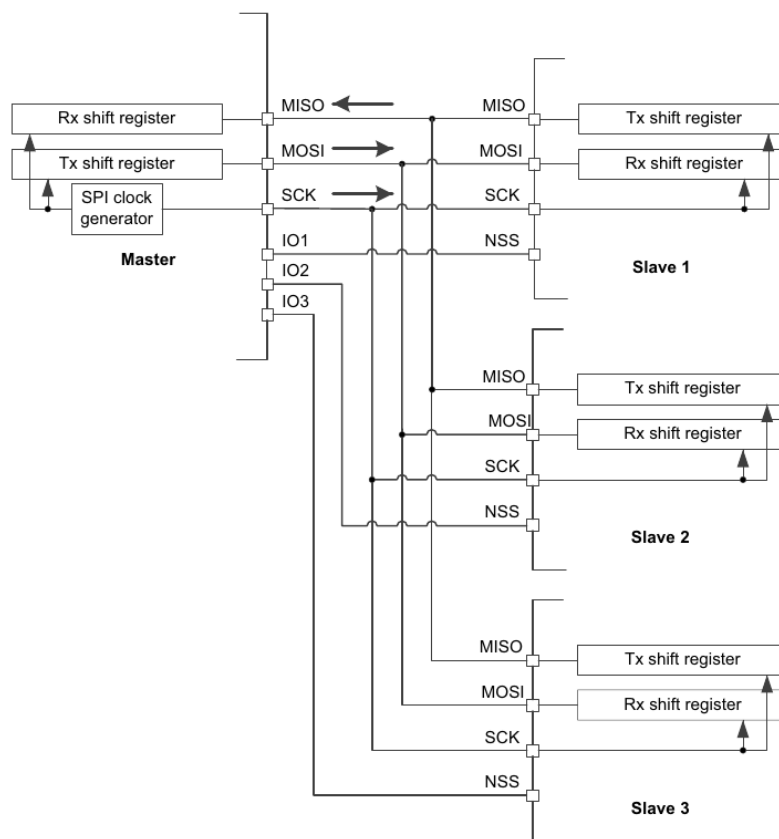 MISO
MISO
Rx shift register
Tx shift register
MOSI
MOSI
Tx shift register
Rx shift register
SCK
SCK
SPI clock
generator
IO1
NSS
Master
Slave 1
IO2
IO3
MISO
Tx shift register
MOSI
Rx shift register
SCK
NSS
Slave 2
MISO
Tx shift register
MOSI
Rx shift register
SCK
NSS
Slave 3